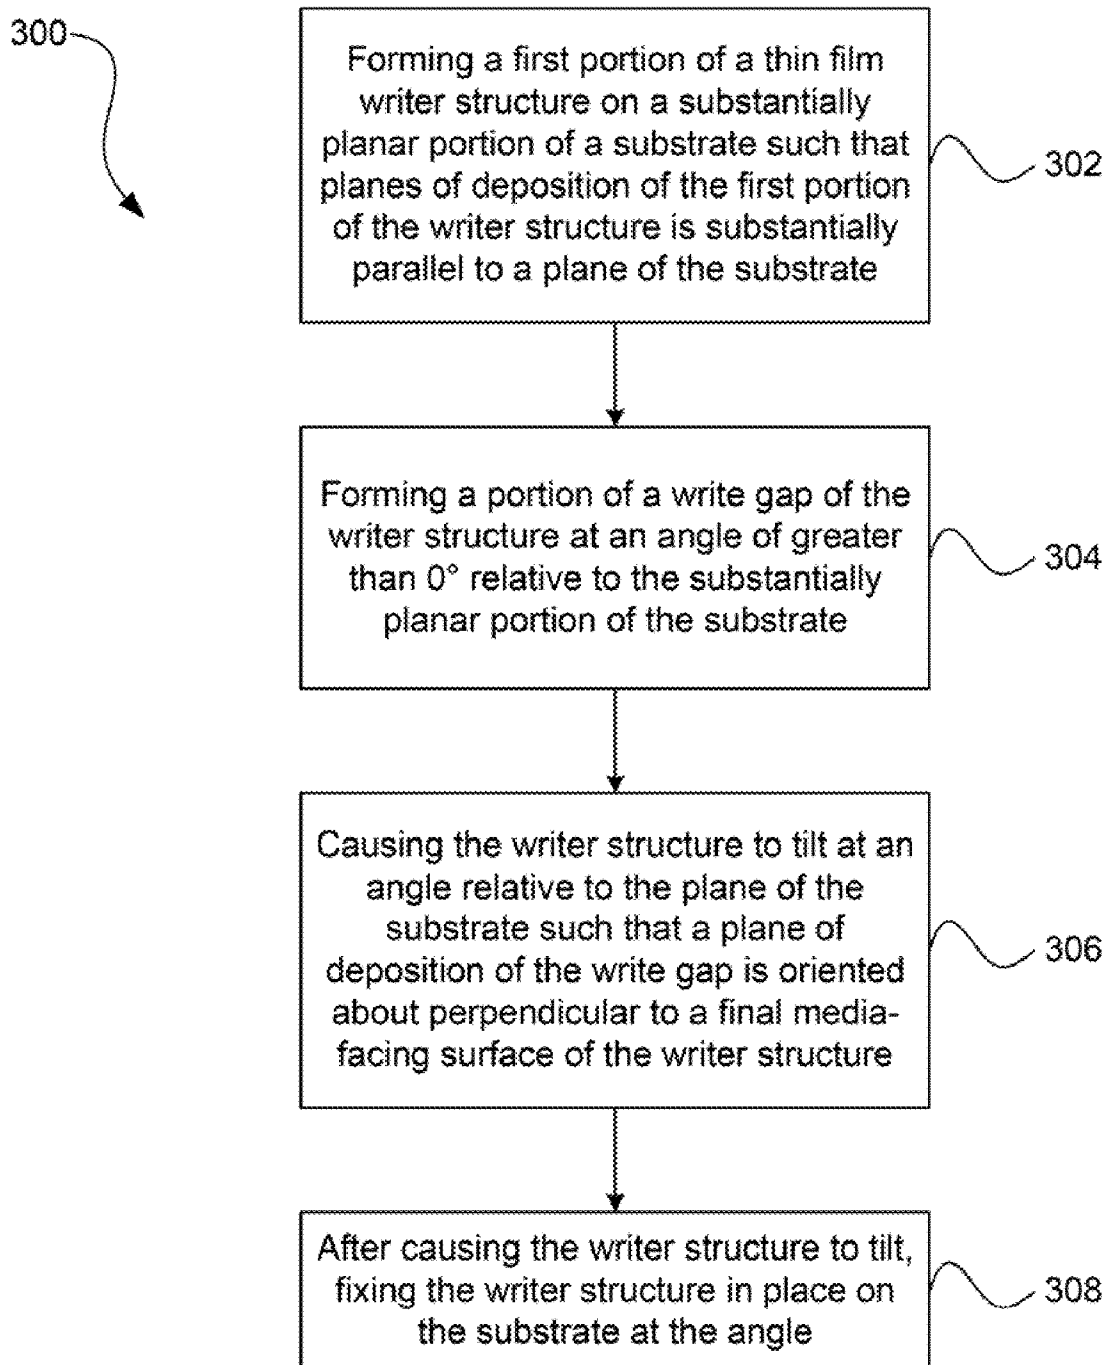 300
Forming a first portion of a thin film
writer structure on a substantially
planar portion of a substrate such that
planes of deposition of the first portion
of the writer structure is substantially
parallel to a plane of the substrate
302
Forming a portion of a write gap of the
writer structure at an angle of greater
than 0° relative to the substantially
planar portion of the substrate
304
Causing the writer structure to tilt at an
angle relative to the plane of the
substrate such that a plane of
deposition of the write gap is oriented
about perpendicular to a final media-
facing surface of the writer structure
306
After causing the writer structure to tilt,
fixing the writer structure in place on
the substrate at the angle
308